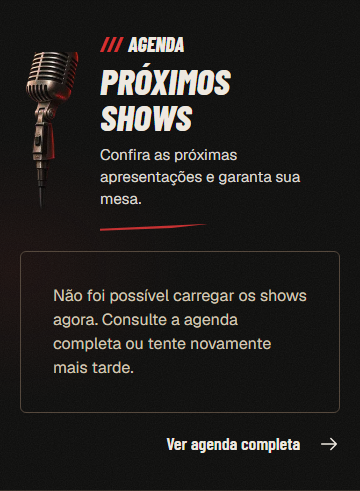 /// AGENDA
PRÓXIMOS
SHOWS
Confira as próximas
apresentações e garanta sua
mesa.
Não foi possível carregar os shows
agora. Consulte a agenda
completa ou tente novamente
mais tarde.
Ver agenda completa →